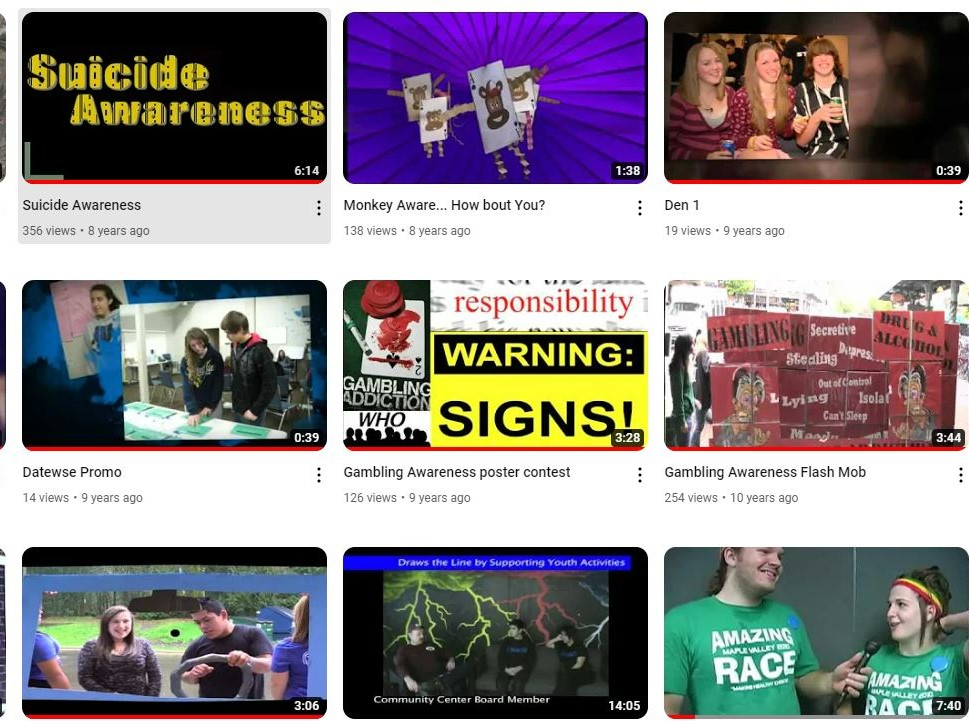 Suicide
Awareness
6:14
1:38
0:39
Suicide Awareness
356 views • 8 years ago
Monkey Aware... How bout You?
138 views • 8 years ago
Den 1
19 views • 9 years ago
responsibility
WARNING:
SIGNS!
GAMBLING
ADDICTION
WHO
GAMBLING
Secretive
DRUG &
ALCOHOL
Stealing
Depress
Out of Control
Lying
Isolat
Can't Sleep
Moody
0:39
3:28
3:44
Datewse Promo
14 views • 9 years ago
Gambling Awareness poster contest
126 views • 9 years ago
Gambling Awareness Flash Mob
254 views • 10 years ago
Draws the Line by Supporting Youth Activities
Community Center Board Member
AMAZING
MAPLE VALLEY 2010
RACE
AMAZING
MAPLE VALLEY 2010
RACE
3:06
14:05
7:40